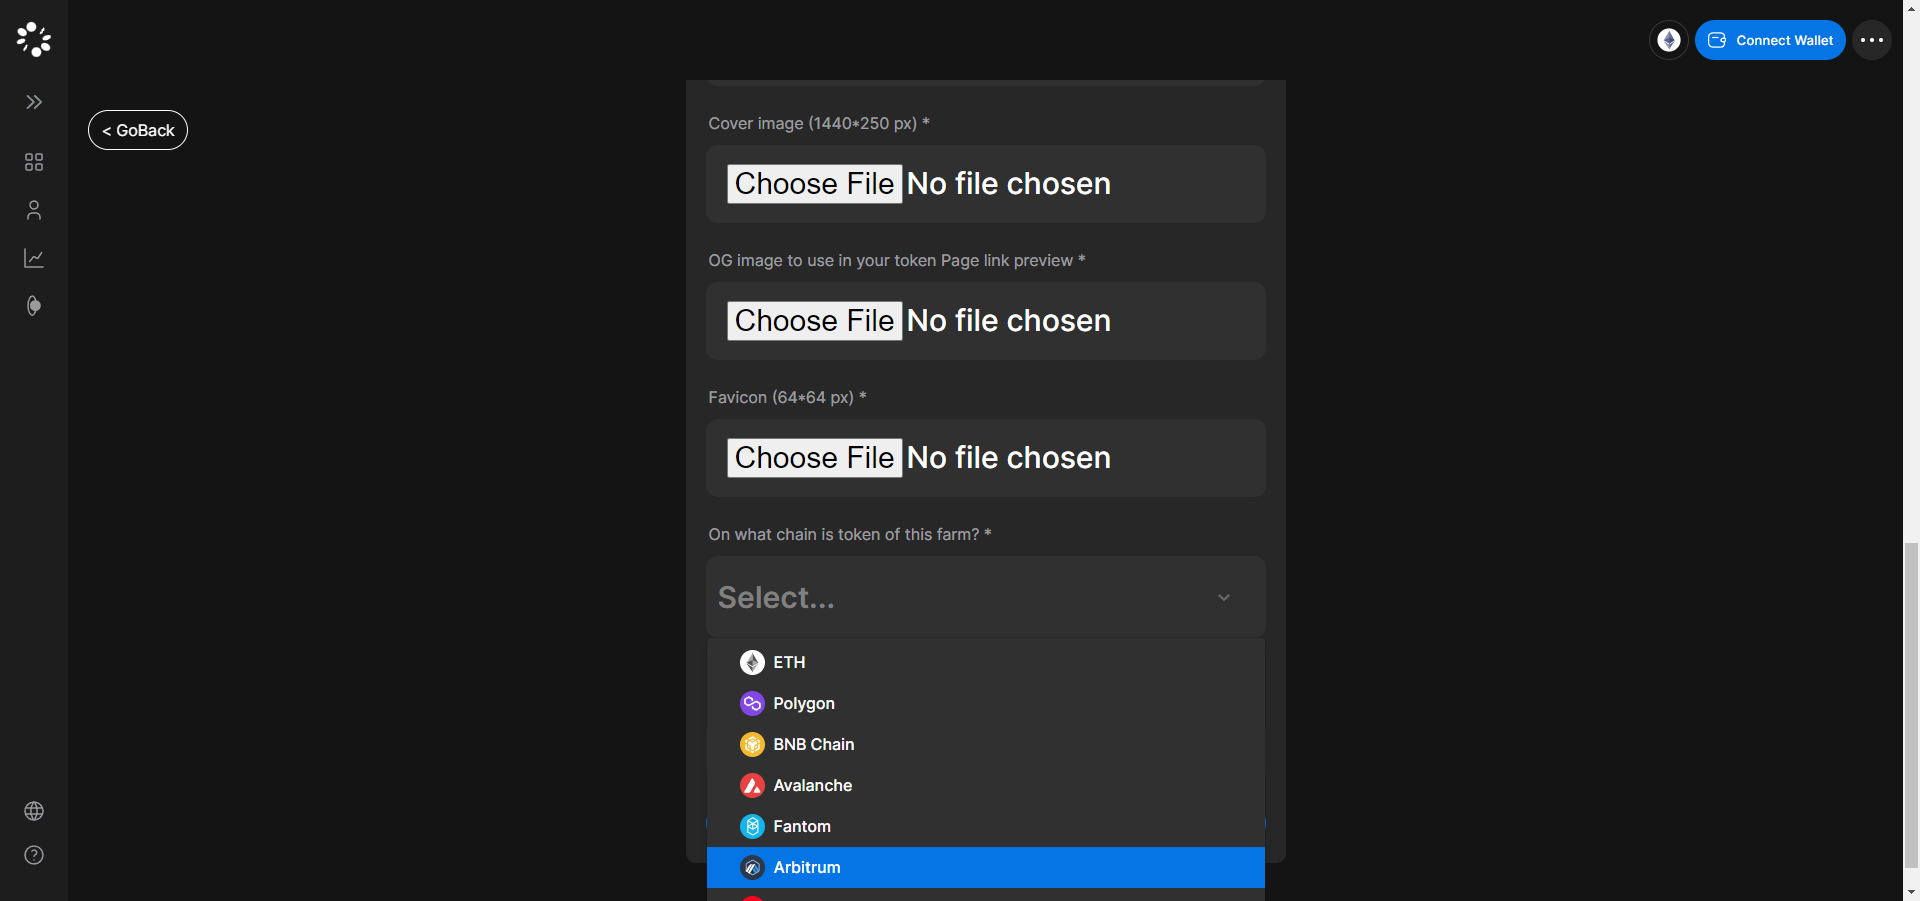 Connect Wallet
< GoBack
Cover image (1440*250 px) *
Choose File No file chosen
OG image to use in your token Page link preview *
Choose File No file chosen
Favicon (64*64 px) *
Choose File No file chosen
On what chain is token of this farm? *
Select...
ETH
Polygon
BNB Chain
Avalanche
Fantom
Arbitrum